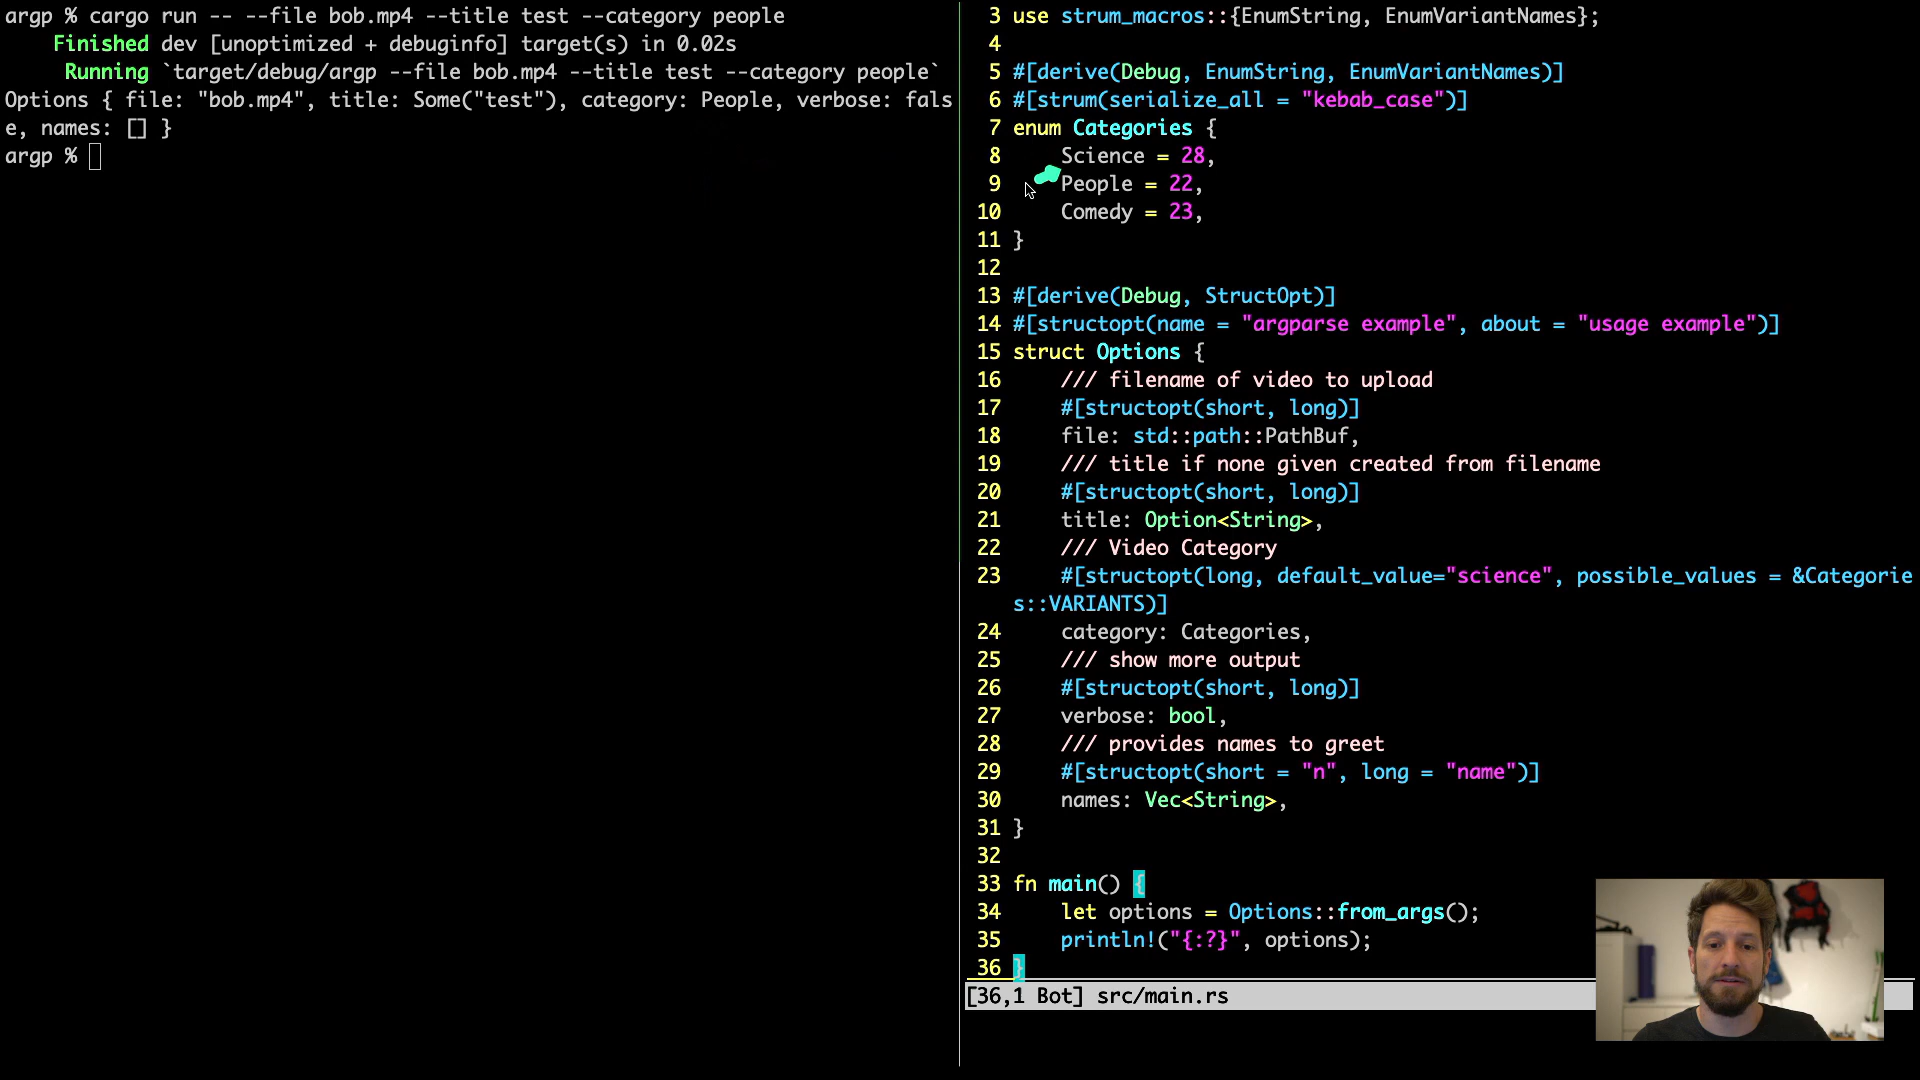 argp % cargo run -- --file bob.mp4 --title test --category people
    Finished dev [unoptimized + debuginfo] target(s) in 0.02s
     Running `target/debug/argp --file bob.mp4 --title test --category people`
Options { file: "bob.mp4", title: Some("test"), category: People, verbose: fals
e, names: [] }
argp %
3 use strum_macros::{EnumString, EnumVariantNames};
4
5 #[derive(Debug, EnumString, EnumVariantNames)]
6 #[strum(serialize_all = "kebab_case")]
7 enum Categories {
8     Science = 28,
9     People = 22,
10     Comedy = 23,
11 }
12
13 #[derive(Debug, StructOpt)]
14 #[structopt(name = "argparse example", about = "usage example")]
15 struct Options {
16     /// filename of video to upload
17     #[structopt(short, long)]
18     file: std::path::PathBuf,
19     /// title if none given created from filename
20     #[structopt(short, long)]
21     title: Option<String>,
22     /// Video Category
23     #[structopt(long, default_value="science", possible_values = &Categorie
s::VARIANTS)]
24     category: Categories,
25     /// show more output
26     #[structopt(short, long)]
27     verbose: bool,
28     /// provides names to greet
29     #[structopt(short = "n", long = "name")]
30     names: Vec<String>,
31 }
32
33 fn main() {
34     let options = Options::from_args();
35     println!("{:?}", options);
36 }
[36,1 Bot] src/main.rs